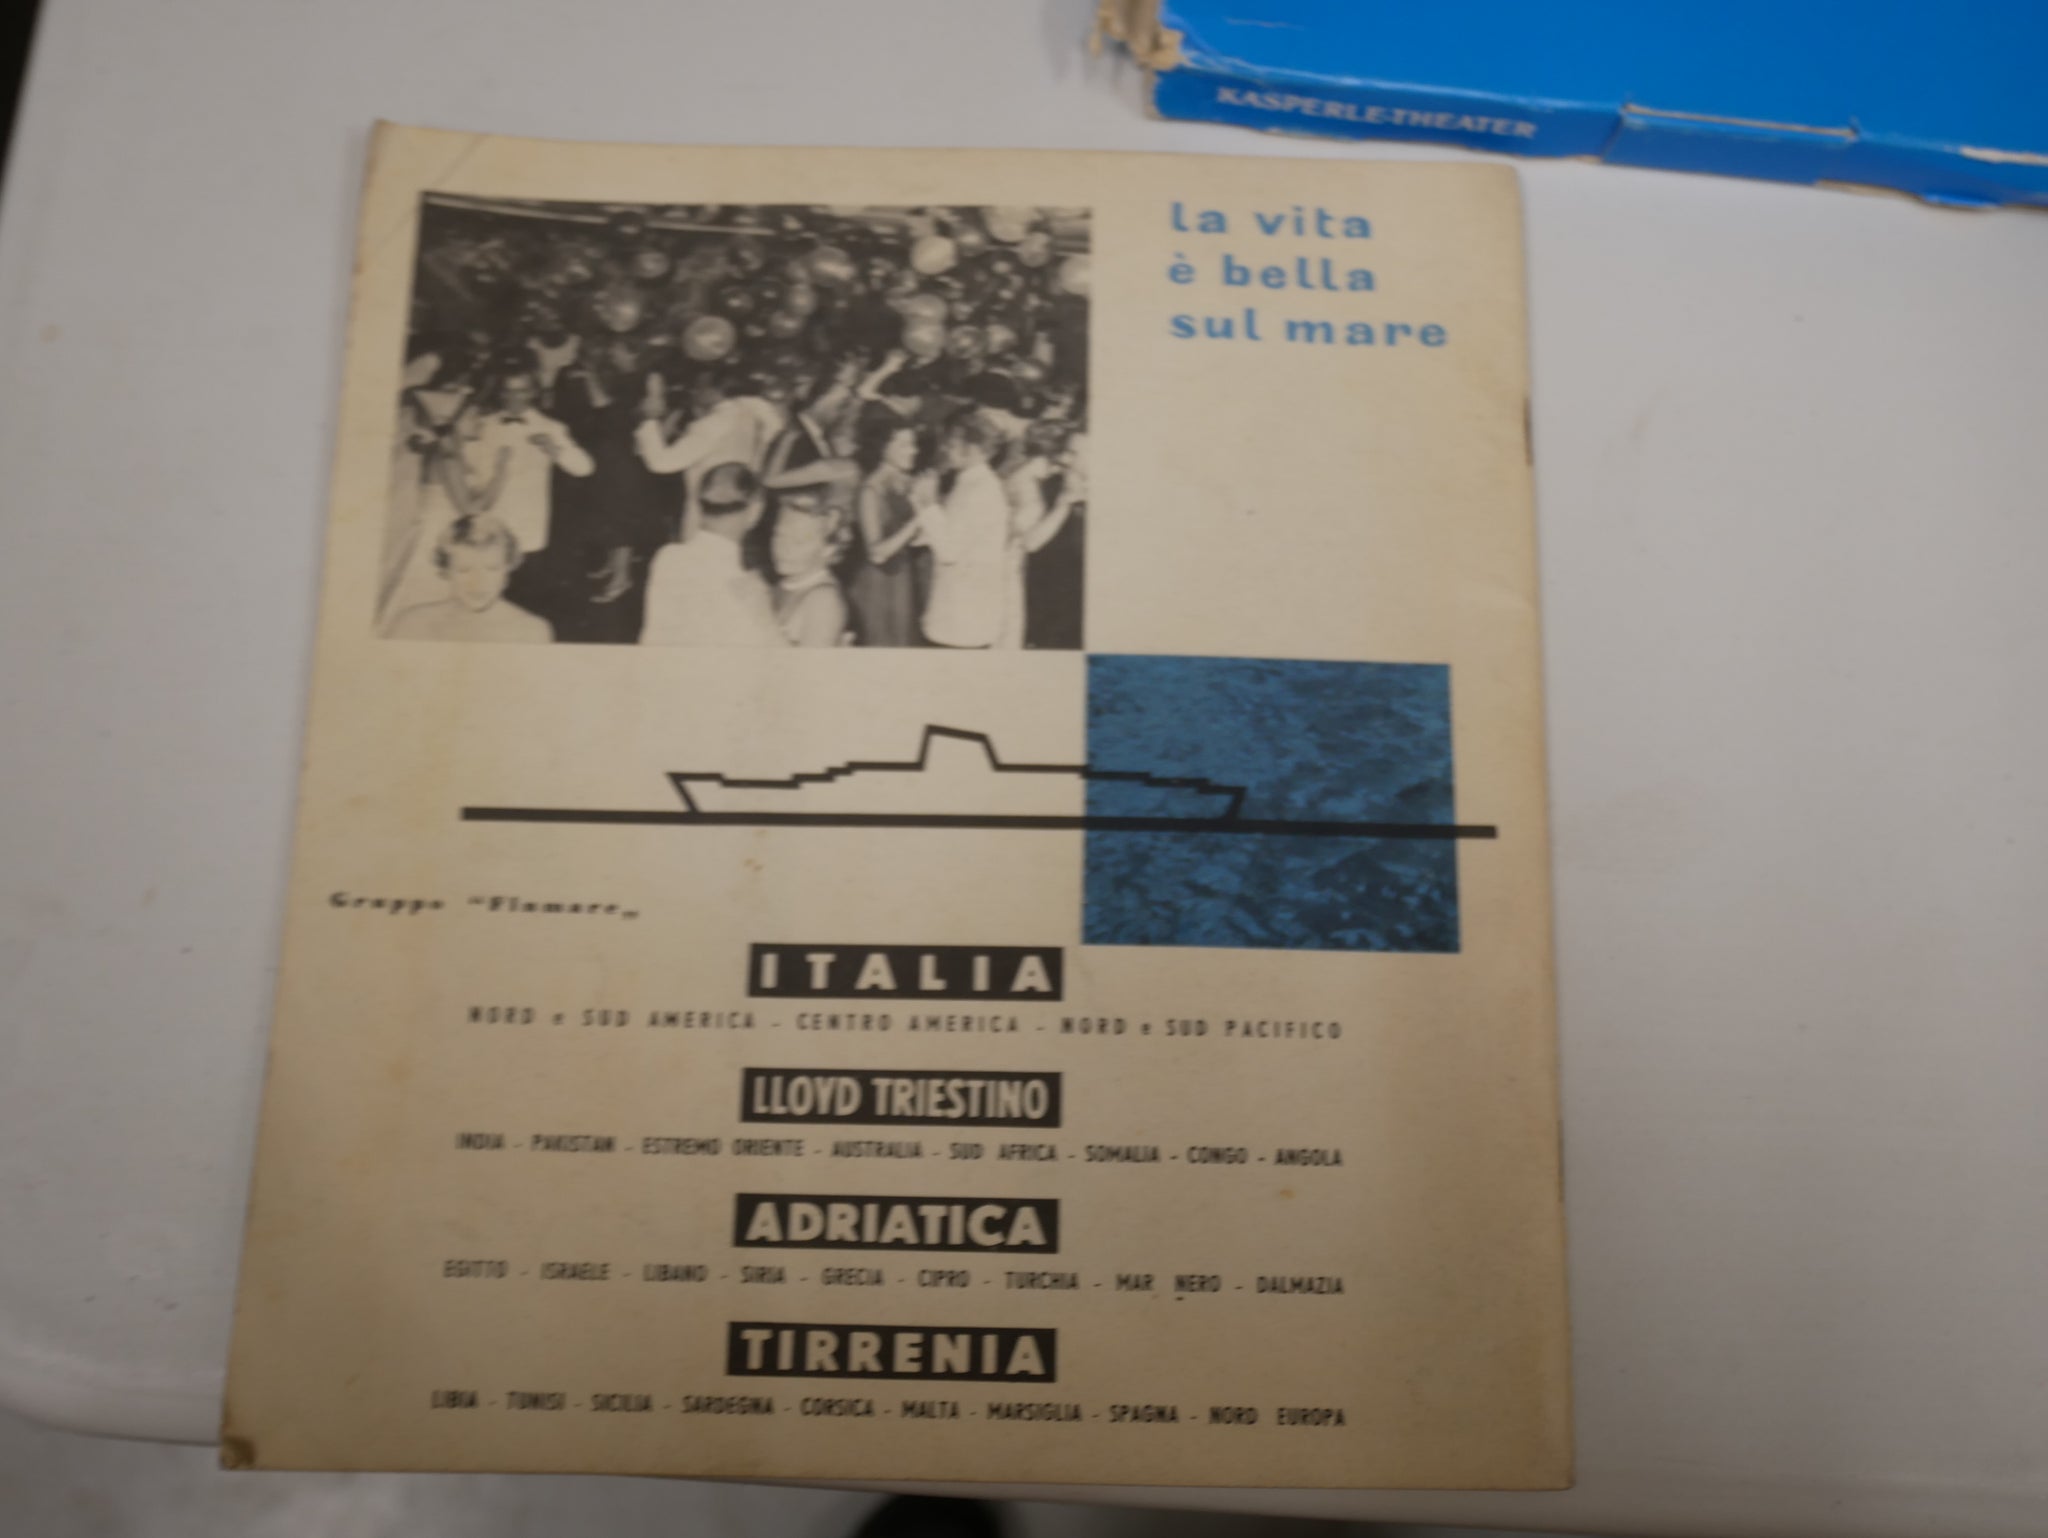 KASPERLE-THEATER
la vita
è bella
sul mare
Gruppo "Finmare„
ITALIA
NORD e SUD AMERICA - CENTRO AMERICA - NORD e SUD PACIFICO
LLOYD TRIESTINO
INDIA - PAKISTAN - ESTREMO ORIENTE - AUSTRALIA - SUD AFRICA - SOMALIA - CONGO - ANGOLA
ADRIATICA
EGITTO - ISRAELE - LIBANO - SIRIA - GRECIA - CIPRO - TURCHIA - MAR NERO - DALMAZIA
TIRRENIA
LIBIA - TUNISI - SICILIA - SARDEGNA - CORSICA - MALTA - MARSIGLIA - SPAGNA - NORD EUROPA